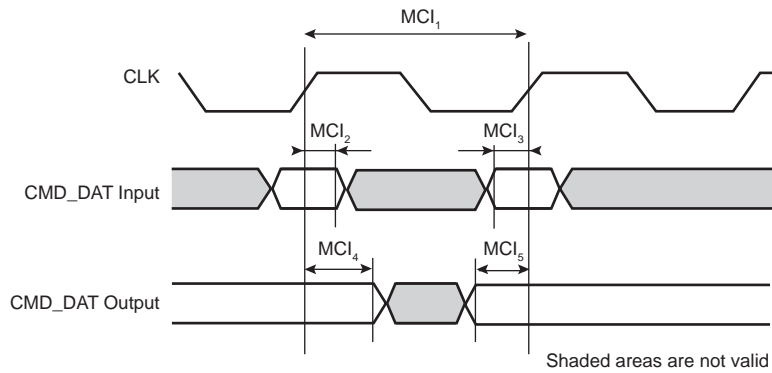 MCI₁
CLK
MCI₂ MCI₃
CMD_DAT Input
MCI₄ MCI₅
CMD_DAT Output
Shaded areas are not valid